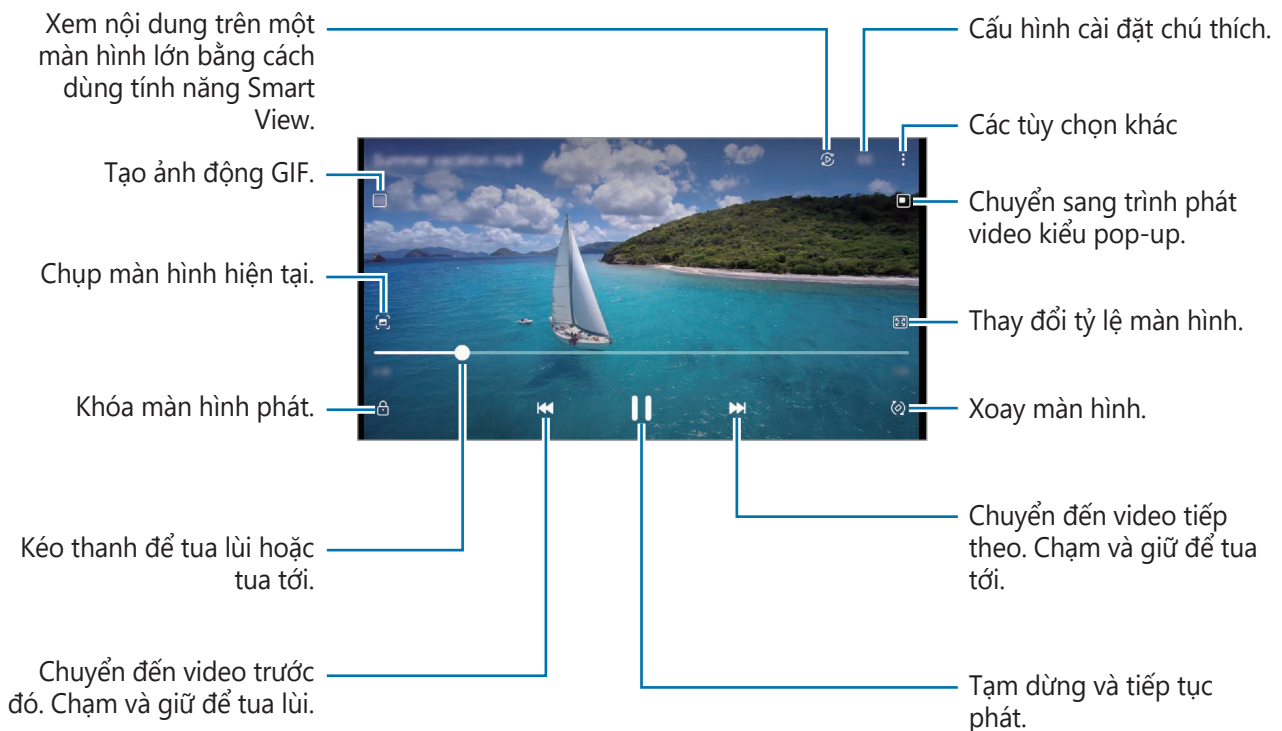 Xem nội dung trên một
màn hình lớn bằng cách
dùng tính năng Smart
View.
Tạo ảnh động GIF.
Chụp màn hình hiện tại.
Khóa màn hình phát.
Kéo thanh để tua lùi hoặc
tua tới.
Chuyển đến video trước
đó. Chạm và giữ để tua lùi.
Cấu hình cài đặt chú thích.
Các tùy chọn khác
Chuyển sang trình phát
video kiểu pop-up.
Thay đổi tỷ lệ màn hình.
Xoay màn hình.
Chuyển đến video tiếp
theo. Chạm và giữ để tua
tới.
Tạm dừng và tiếp tục
phát.